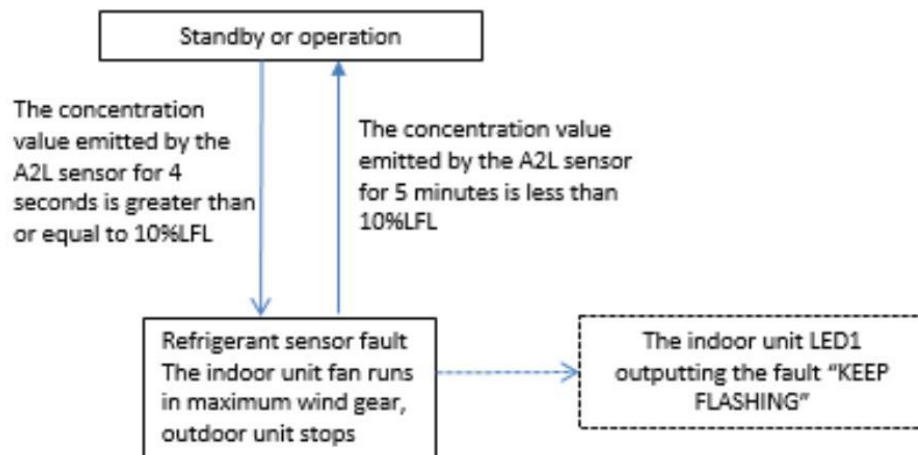 Standby or operation
The concentration
value emitted by the
A2L sensor for 4
seconds is greater than
or equal to 10%LFL
The concentration value
emitted by the A2L sensor
for 5 minutes is less than
10%LFL
Refrigerant sensor fault
The indoor unit fan runs
in maximum wind gear,
outdoor unit stops
The indoor unit LED1
outputting the fault “KEEP
FLASHING”